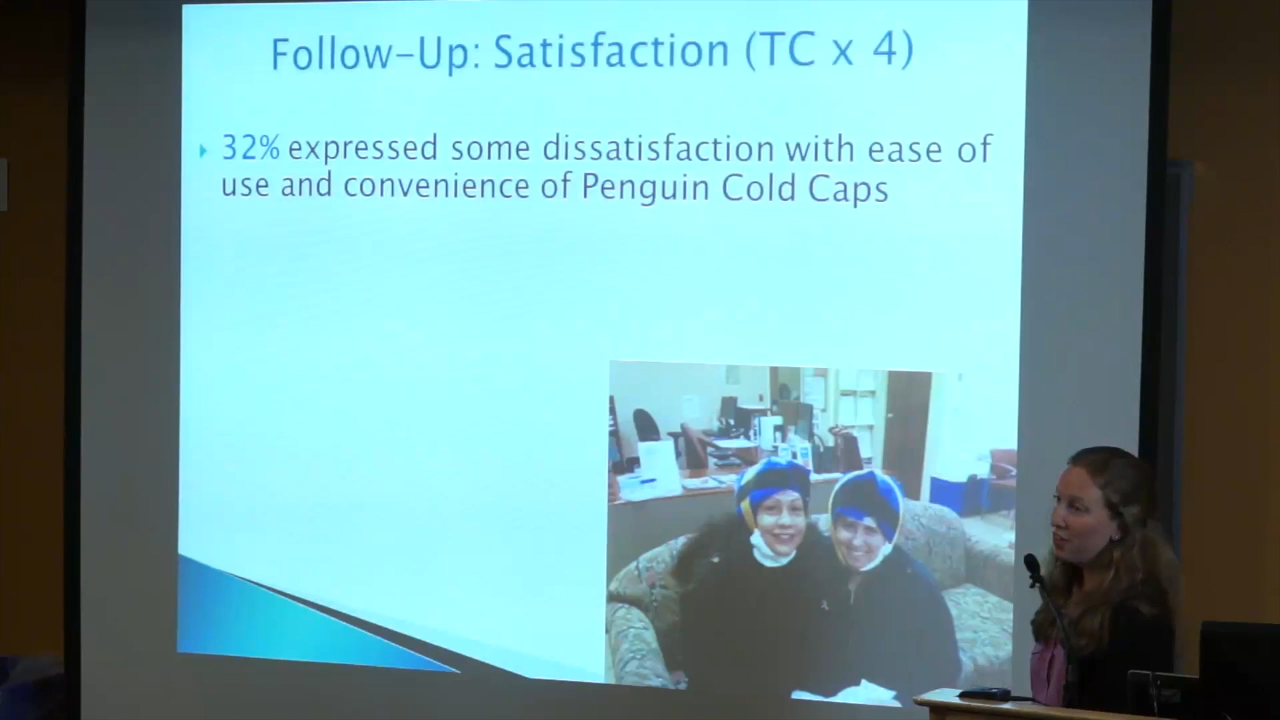 Follow-Up: Satisfaction (TC x 4)
32% expressed some dissatisfaction with ease of
use and convenience of Penguin Cold Caps